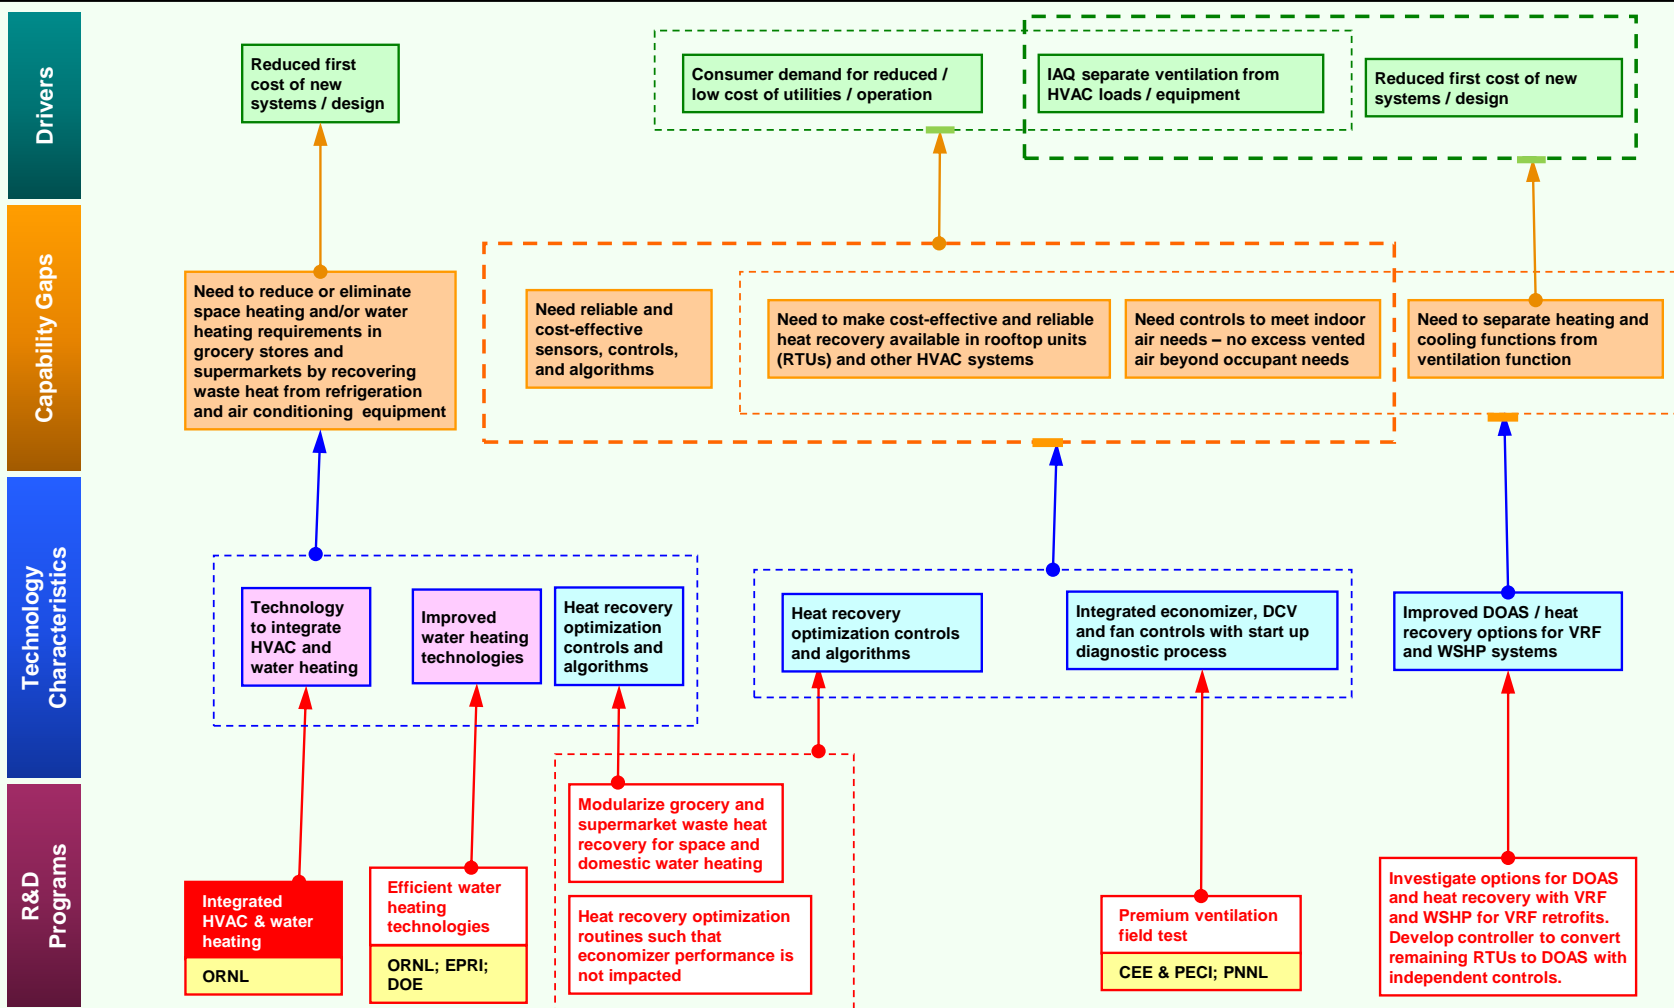 Drivers
Reduced first
cost of new
systems / design
Consumer demand for reduced /
low cost of utilities / operation
IAQ separate ventilation from
HVAC loads / equipment
Reduced first cost of new
systems / design
Capability Gaps
Need to reduce or eliminate
space heating and/or water
heating requirements in
grocery stores and
supermarkets by recovering
waste heat from refrigeration
and air conditioning equipment
Need reliable and
cost-effective
sensors, controls,
and algorithms
Need to make cost-effective and reliable
heat recovery available in rooftop units
(RTUs) and other HVAC systems
Need controls to meet indoor
air needs – no excess vented
air beyond occupant needs
Need to separate heating and
cooling functions from
ventilation function
Technology
Characteristics
Technology
to integrate
HVAC and
water heating
Improved
water heating
technologies
Heat recovery
optimization
controls and
algorithms
Heat recovery
optimization controls
and algorithms
Integrated economizer, DCV
and fan controls with start up
diagnostic process
Improved DOAS / heat
recovery options for VRF
and WSHP systems
R&D
Programs
Integrated
HVAC & water
heating
ORNL
Efficient water
heating
technologies
ORNL; EPRI;
DOE
Modularize grocery and
supermarket waste heat
recovery for space and
domestic water heating
Heat recovery optimization
routines such that
economizer performance is
not impacted
Premium ventilation
field test
CEE & PECI; PNNL
Investigate options for DOAS
and heat recovery with VRF
and WSHP for VRF retrofits.
Develop controller to convert
remaining RTUs to DOAS with
independent controls.